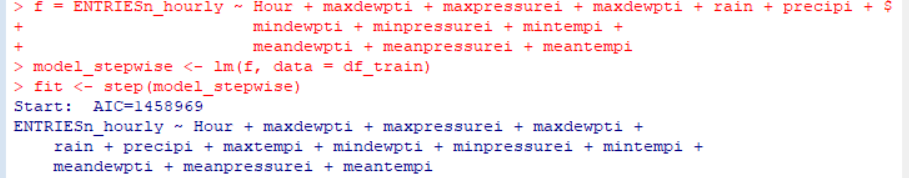 > f = ENTRIESn_hourly ~ Hour + maxdewpti + maxpressurei + maxdewpti + rain + precipi + $
+                      mindewpti + minpressurei + mintempi +
+                      meandewpti + meanpressurei + meantempi
> model_stepwise <- lm(f, data = df_train)
> fit <- step(model_stepwise)
Start:  AIC=1458969
ENTRIESn_hourly ~ Hour + maxdewpti + maxpressurei + maxdewpti +
    rain + precipi + maxtempi + mindewpti + minpressurei + mintempi +
    meandewpti + meanpressurei + meantempi